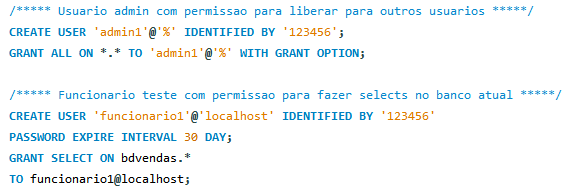 /***** Usuario admin com permissao para liberar para outros usuarios *****/
CREATE USER 'admin1'@'%' IDENTIFIED BY '123456';
GRANT ALL ON *.* TO 'admin1'@'%' WITH GRANT OPTION;
/***** Funcionario teste com permissao para fazer selects no banco atual *****/
CREATE USER 'funcionario1'@'localhost' IDENTIFIED BY '123456'
PASSWORD EXPIRE INTERVAL 30 DAY;
GRANT SELECT ON bdvendas.*
TO funcionario1@localhost;